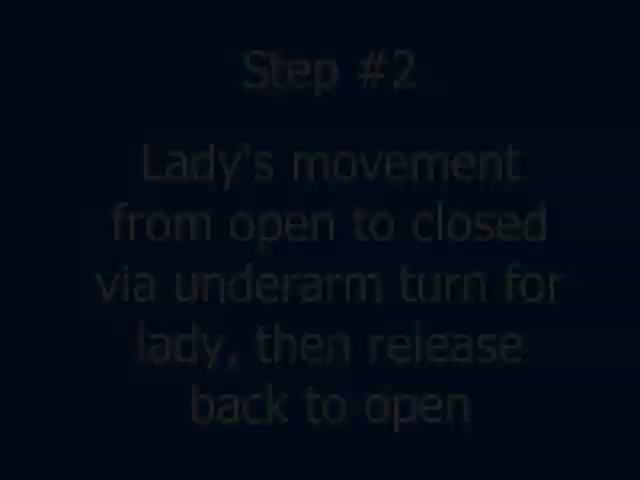 Step #2
Lady's movement
from open to closed
via underarm turn for
lady, then release
back to open